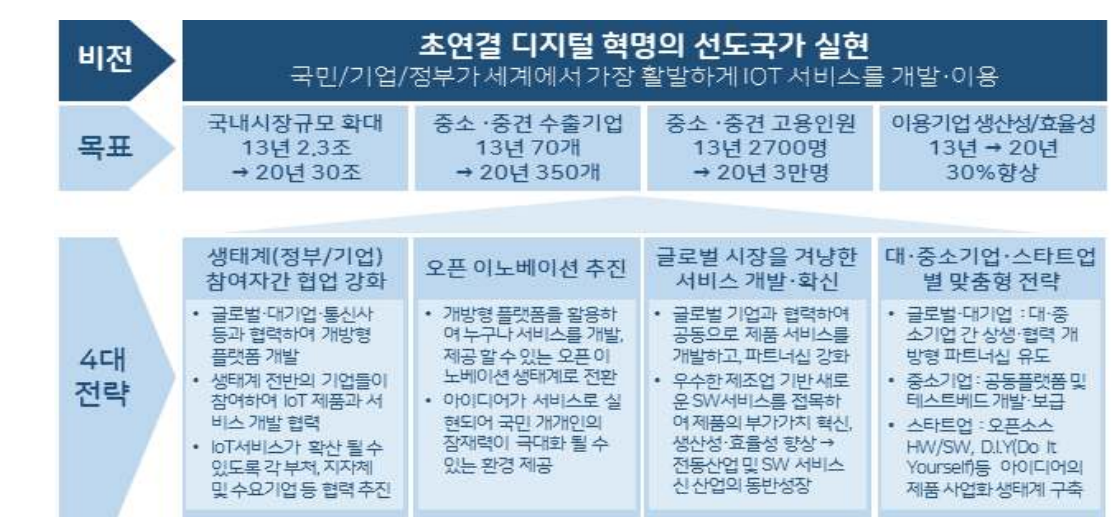 비전
초연결 디지털 혁명의 선도국가 실현
국민/기업/정부가 세계에서 가장 활발하게 IOT 서비스를 개발·이용
목표
국내시장규모 확대
13년 2.3조
→ 20년 30조
중소·중견 수출기업
13년 70개
→ 20년 350개
중소·중견 고용인원
13년 2700명
→ 20년 3만명
이용기업 생산성/효율성
13년 → 20년
30%향상
4대
전략
생태계(정부/기업)
참여자간 협업 강화
• 글로벌·대기업·통신사
등과 협력하여 개방형
플랫폼 개발
• 생태계 전반의 기업들이
참여하여 IoT 제품과 서
비스 개발 협력
• IoT서비스가 확산 될 수
있도록 각 부처, 지자체
및 수요기업 등 협력 추진
오픈 이노베이션 추진
• 개방형 플랫폼을 활용하
여 누구나 서비스를 개발,
제공 할 수 있는 오픈 이
노베이션 생태계로 전환
• 아이디어가 서비스로 실
현되어 국민 개개인의
잠재력이 극대화 될 수
있는 환경 제공
글로벌 시장을 겨냥한
서비스 개발·확신
• 글로벌 기업과 협력하여
공동으로 제품 서비스를
개발하고, 파트너십 강화
• 우수한 제조업 기반 새로
운 SW서비스를 접목하
여 제품의 부가가치 혁신,
생산성·효율성 향상 →
전통산업 및 SW 서비스
신 산업의 동반성장
대·중소기업·스타트업
별 맞춤형 전략
• 글로벌·대기업 : 대·중
소기업 간 상생·협력 개
방형 파트너십 유도
• 중소기업 : 공동플랫폼 및
테스트베드 개발·보급
• 스타트업 : 오픈소스
HW/SW, D.I.Y(Do It
Yourself)등 아이디어의
제품 사업화 생태계 구축